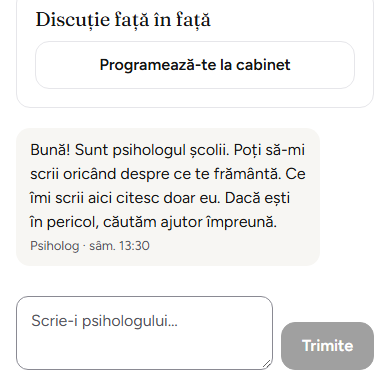 Discuție față în față
Programează-te la cabinet
Bună! Sunt psihologul școlii. Poți să-mi
scrii oricând despre ce te frământă. Ce
îmi scrii aici citesc doar eu. Dacă ești
în pericol, căutăm ajutor împreună.
Psiholog · sâm. 13:30
Scrie-i psihologului...
Trimite